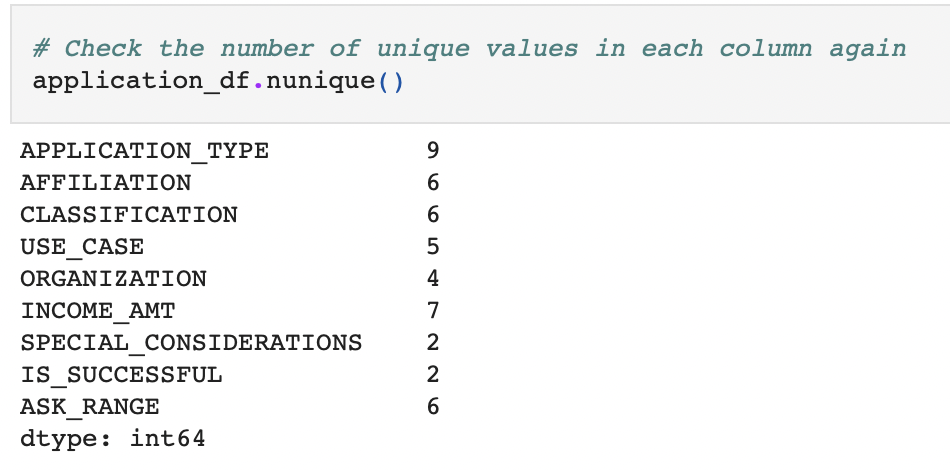 # Check the number of unique values in each column again
application_df.nunique()
APPLICATION_TYPE 9
AFFILIATION 6
CLASSIFICATION 6
USE_CASE 5
ORGANIZATION 4
INCOME_AMT 7
SPECIAL_CONSIDERATIONS 2
IS_SUCCESSFUL 2
ASK_RANGE 6
dtype: int64